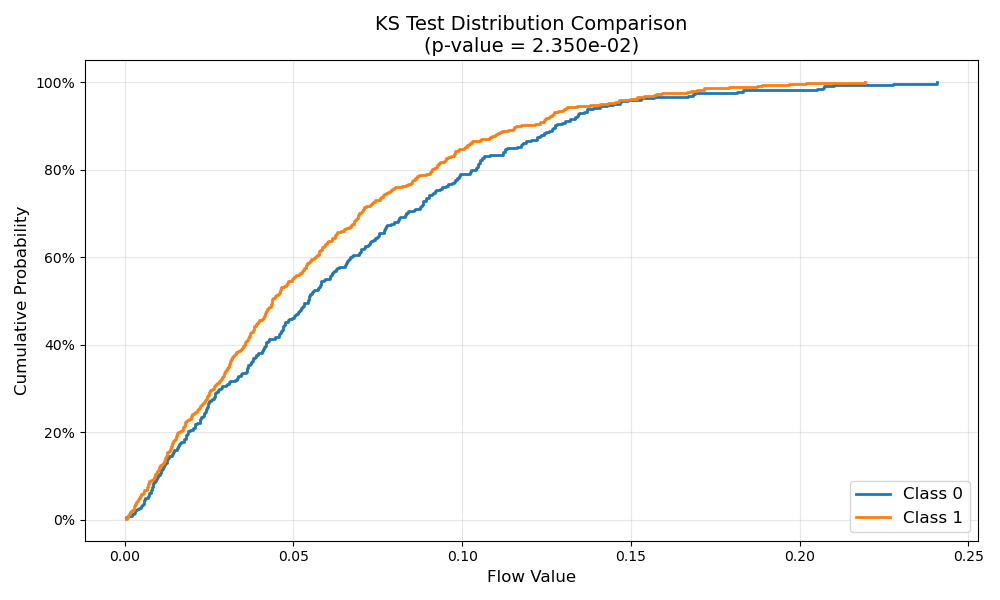 KS Test Distribution Comparison
(p-value = 2.350e-02)
Cumulative Probability
100%
80%
60%
40%
20%
0%
0.00
0.05
0.10
0.15
0.20
0.25
Flow Value
Class 0
Class 1